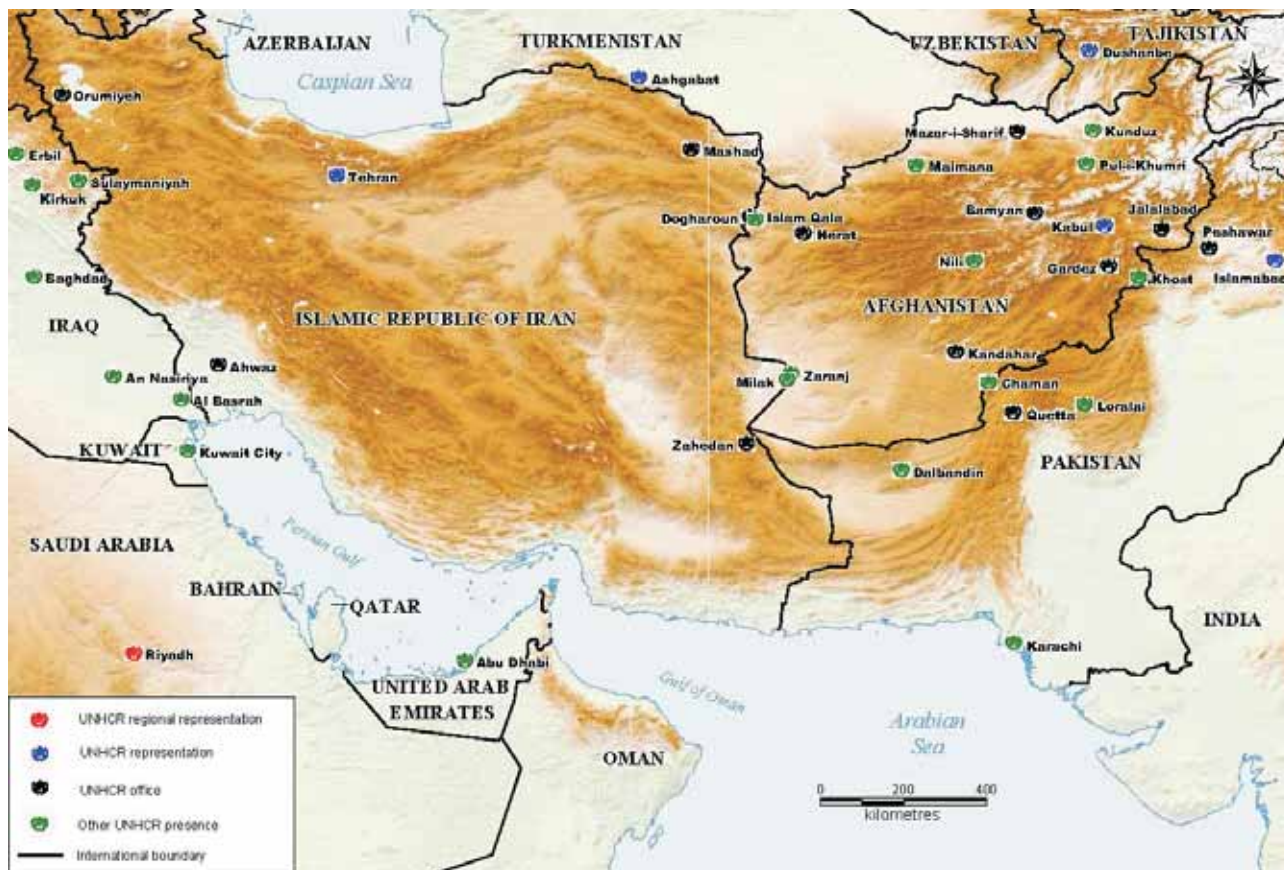 AZERBAIJAN
TURKMENISTAN
UZBEKISTAN
TAJIKISTAN
Caspian Sea
Ashgabat
Dushanbe
Orumiyeh
Mazar-i-Sharif
Kunduz
Erbil
Mashad
Maimana
Pul-i-Khumri
Sulaymaniyah
Kirkuk
Tehran
Dogharoun
Islam Qala
Herat
Bamyan
Kabul
Jalalabad
Peshawar
Islamabad
Nili
Gardez
Khost
Baghdad
IRAQ
ISLAMIC REPUBLIC OF IRAN
AFGHANISTAN
Ahwaz
Kandahar
An Nasiriya
Milak
Zaranj
Chaman
Al Basrah
Quetta
Loralai
KUWAIT
Kuwait City
Zahedan
Dalbandin
PAKISTAN
SAUDI ARABIA
Persian Gulf
BAHRAIN
QATAR
INDIA
Riyadh
Abu Dhabi
Karachi
UNITED ARAB
EMIRATES
Gulf of Oman
Arabian
Sea
OMAN
0 200 400
kilometres
UNHCR regional representation
UNHCR representation
UNHCR office
Other UNHCR presence
International boundary